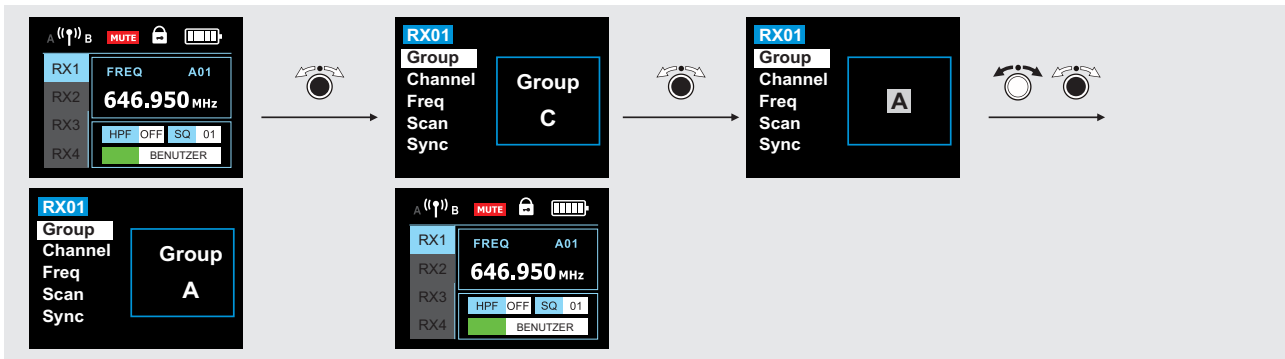 A B MUTE
RX1 FREQ A01
RX2 646.950 MHz
RX3 HPF OFF SQ 01
RX4 BENUTZER
RX01
Group
Channel
Freq
Scan
Sync
Group
C
RX01
Group
Channel
Freq
Scan
Sync
A
RX01
Group
Channel
Freq
Scan
Sync
Group
A
A B MUTE
RX1 FREQ A01
RX2 646.950 MHz
RX3 HPF OFF SQ 01
RX4 BENUTZER